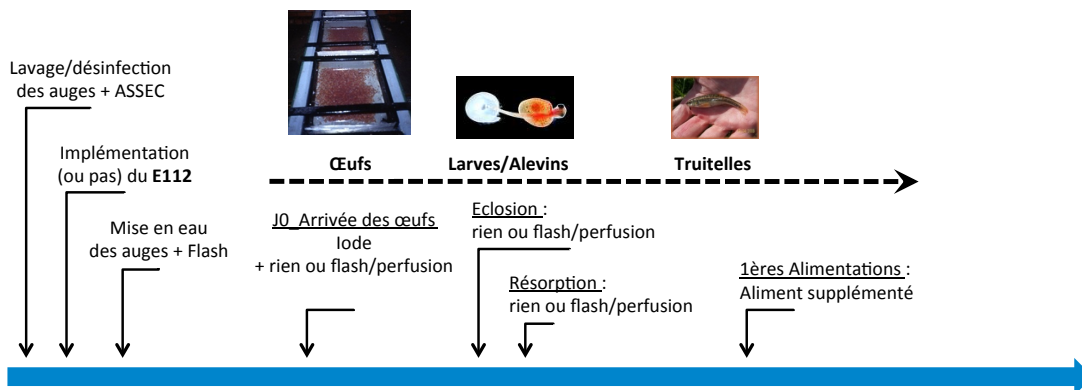 Lavage/désinfection
des auges + ASSEC
Implémentation
(ou pas) du E112
Mise en eau
des auges + Flash
Œufs
Larves/Alevins
Truitelles
J0_Arrivée des œufs
Iode
+ rien ou flash/perfusion
Eclosion :
rien ou flash/perfusion
Résorption :
rien ou flash/perfusion
1ères Alimentations :
Aliment supplémenté